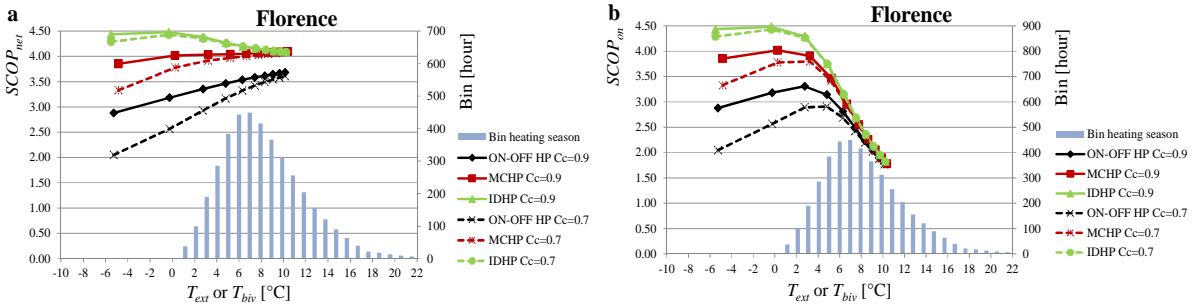 a
Florence
SCOPnet
4.50
4.00
3.50
3.00
2.50
2.00
1.50
1.00
0.50
0.00
700
600
500
400
300
200
100
0
Bin [hour]
-10 -8 -6 -4 -2 0 2 4 6 8 10 12 14 16 18 20 22
Text or Tbiv [°C]
Bin heating season
ON-OFF HP Cc=0.9
MCHP Cc=0.9
IDHP Cc=0.9
ON-OFF HP Cc=0.7
MCHP Cc=0.7
IDHP Cc=0.7
b
Florence
SCOPon
4.50
4.00
3.50
3.00
2.50
2.00
1.50
1.00
0.50
0.00
900
800
700
600
500
400
300
200
100
0
Bin [hour]
-10 -8 -6 -4 -2 0 2 4 6 8 10 12 14 16 18 20 22
Text or Tbiv [°C]
Bin heating season
ON-OFF HP Cc=0.9
MCHP Cc=0.9
IDHP Cc=0.9
ON-OFF HP Cc=0.7
MCHP Cc=0.7
IDHP Cc=0.7